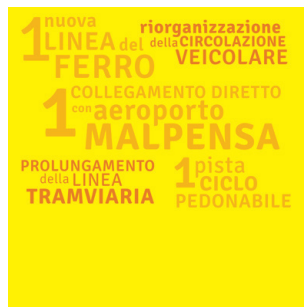 1 nuova
LINEA del
FERRO
riorganizzazione
della CIRCOLAZIONE
VEICOLARE
1 COLLEGAMENTO DIRETTO
con aeroporto
MALPENSA
PROLUNGAMENTO
della LINEA
TRAMVIARIA
1 pista
CICLO
PEDONABILE